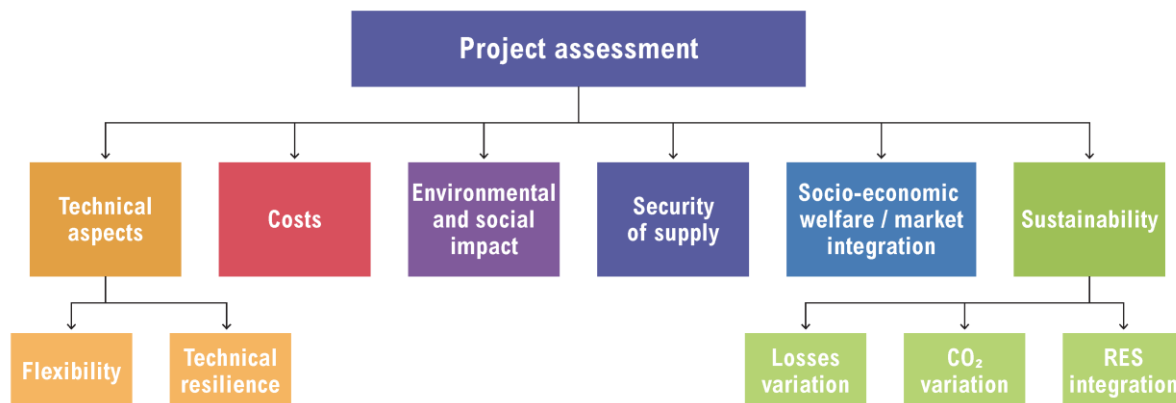 Project assessment
Technical
aspects
Costs
Environmental
and social
impact
Security
of supply
Socio-economic
welfare / market
integration
Sustainability
Flexibility
Technical
resilience
Losses
variation
CO₂
variation
RES
integration